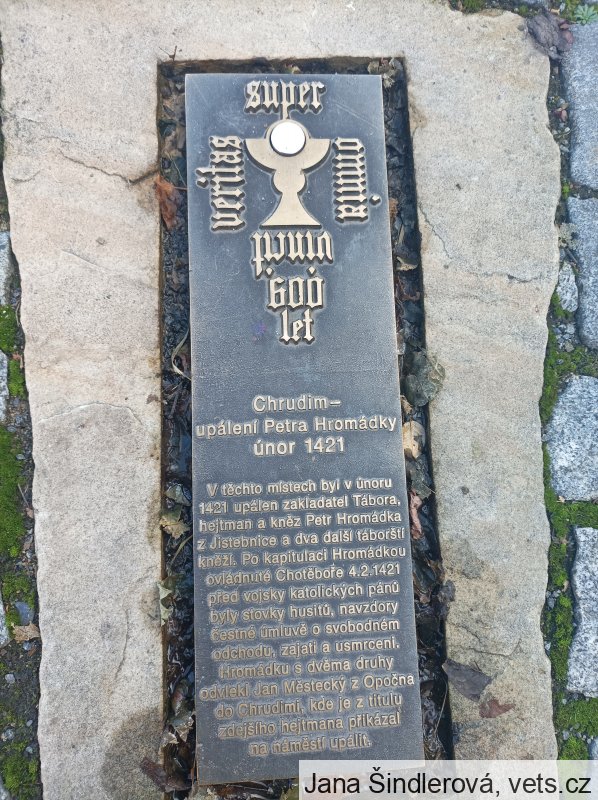 super
veritas
omnia
vincit
600
let
Chrudim–
upálení Petra Hromádky
únor 1421
V těchto místech byl v únoru
1421 upálen zakladatel Tábora,
hejtman a kněz Petr Hromádka
z Jistebnice a dva další táborští
kněží. Po kapitulaci Hromádkou
ovládnuté Chotěboře 4.2.1421
před vojsky katolických pánů
byly stovky husitů, navzdory
čestné úmluvě o svobodném
odchodu, zajati a usmrceni.
Hromádku s dvěma druhy
odvlekl Jan Městecký z Opočna
do Chrudimi, kde je z titulu
zdejšího hejtmana přikázal
na náměstí upálit.
Jana Šindlerová, vets.cz